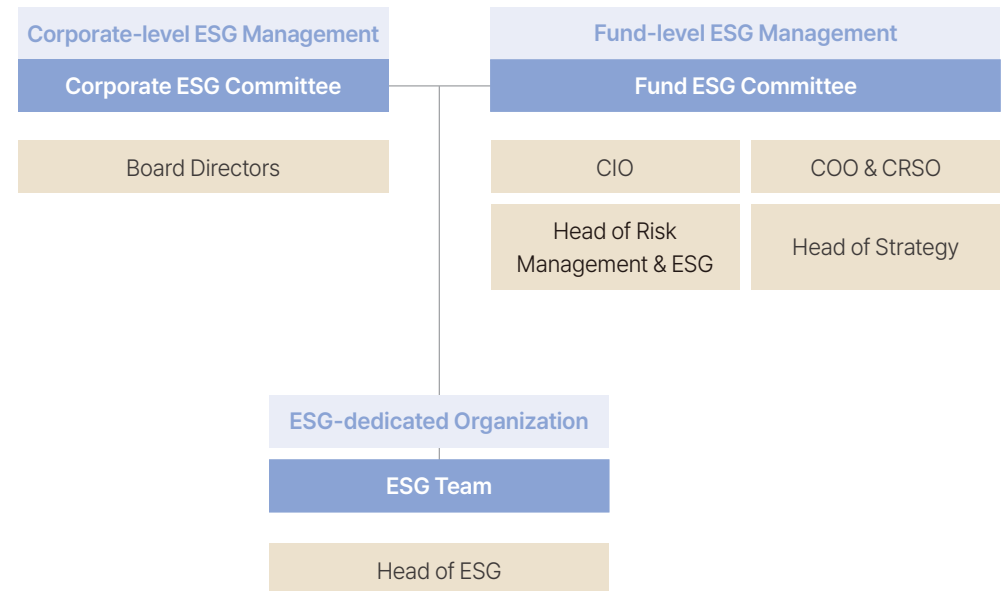 Corporate-level ESG Management
Corporate ESG Committee
Board Directors
Fund-level ESG Management
Fund ESG Committee
CIO
COO & CRSO
Head of Risk
Management & ESG
Head of Strategy
ESG-dedicated Organization
ESG Team
Head of ESG